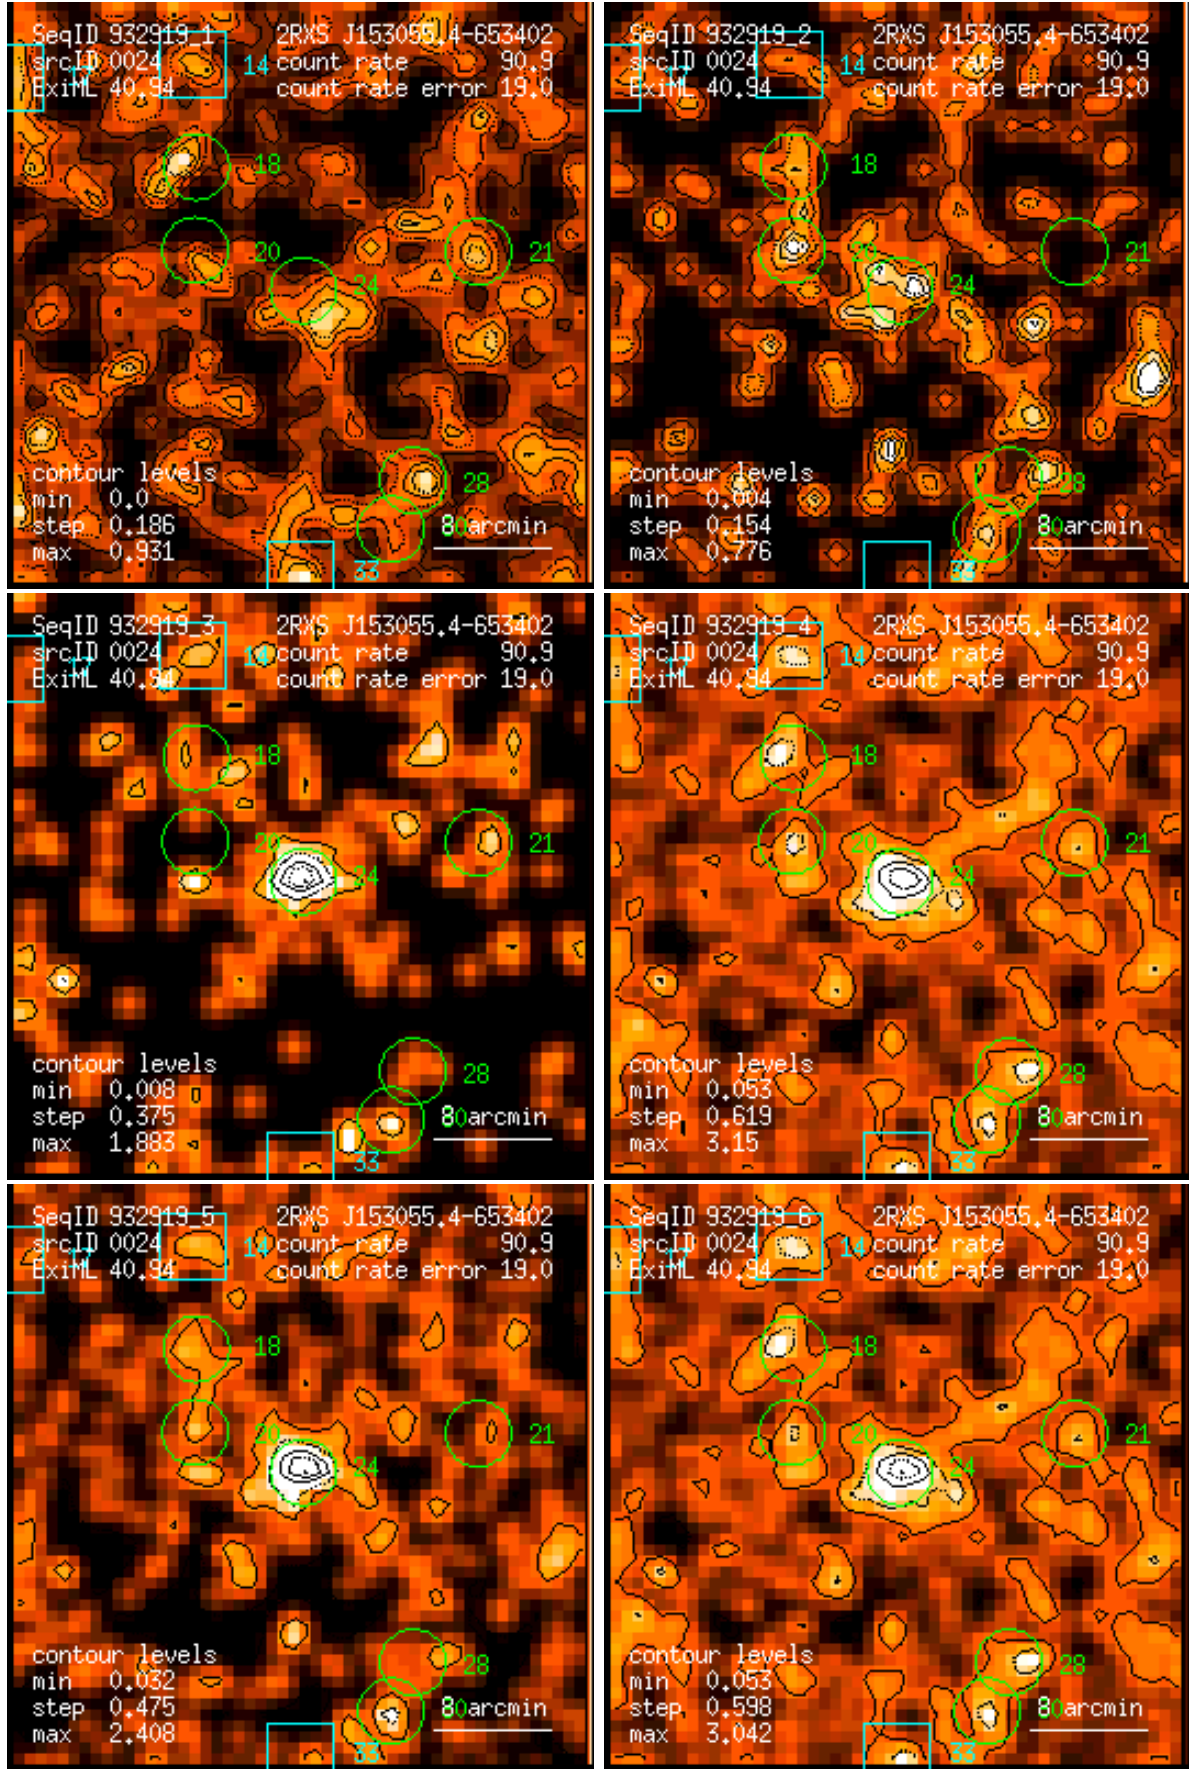 SeqID 932919_1 2RXS J153055.4-653402
srcID 0024 14 count rate 90.9
17
ExiML 40.94 count rate error 19.0
18
20
21
24
contour levels
28
min 0.0
step 0.186
80arcmin
max 0.931
33
SeqID 932919_2 2RXS J153055.4-653402
srcID 0024 14 count rate 90.9
ExiML 40.94 count rate error 19.0
18
20
21
24
contour levels
28
min 0.004
step 0.154
80arcmin
max 0.776
33
SeqID 932919_3 2RXS J153055.4-653402
srcID 0024 14 count rate 90.9
17
ExiML 40.94 count rate error 19.0
18
20
21
24
contour levels
28
min 0.008
step 0.375
80arcmin
max 1.883
33
SeqID 932919_4 2RXS J153055.4-653402
srcID 0024 14 count rate 90.9
ExiML 40.94 count rate error 19.0
18
20
21
24
contour levels
28
min 0.053
step 0.619
80arcmin
max 3.15
33
SeqID 932919_5 2RXS J153055.4-653402
srcID 0024 14 count rate 90.9
17
ExiML 40.94 count rate error 19.0
18
20
21
24
contour levels
28
min 0.032
step 0.475
80arcmin
max 2.408
33
SeqID 932919_6 2RXS J153055.4-653402
srcID 0024 14 count rate 90.9
ExiML 40.94 count rate error 19.0
18
20
21
24
contour levels
28
min 0.053
step 0.598
80arcmin
max 3.042
33